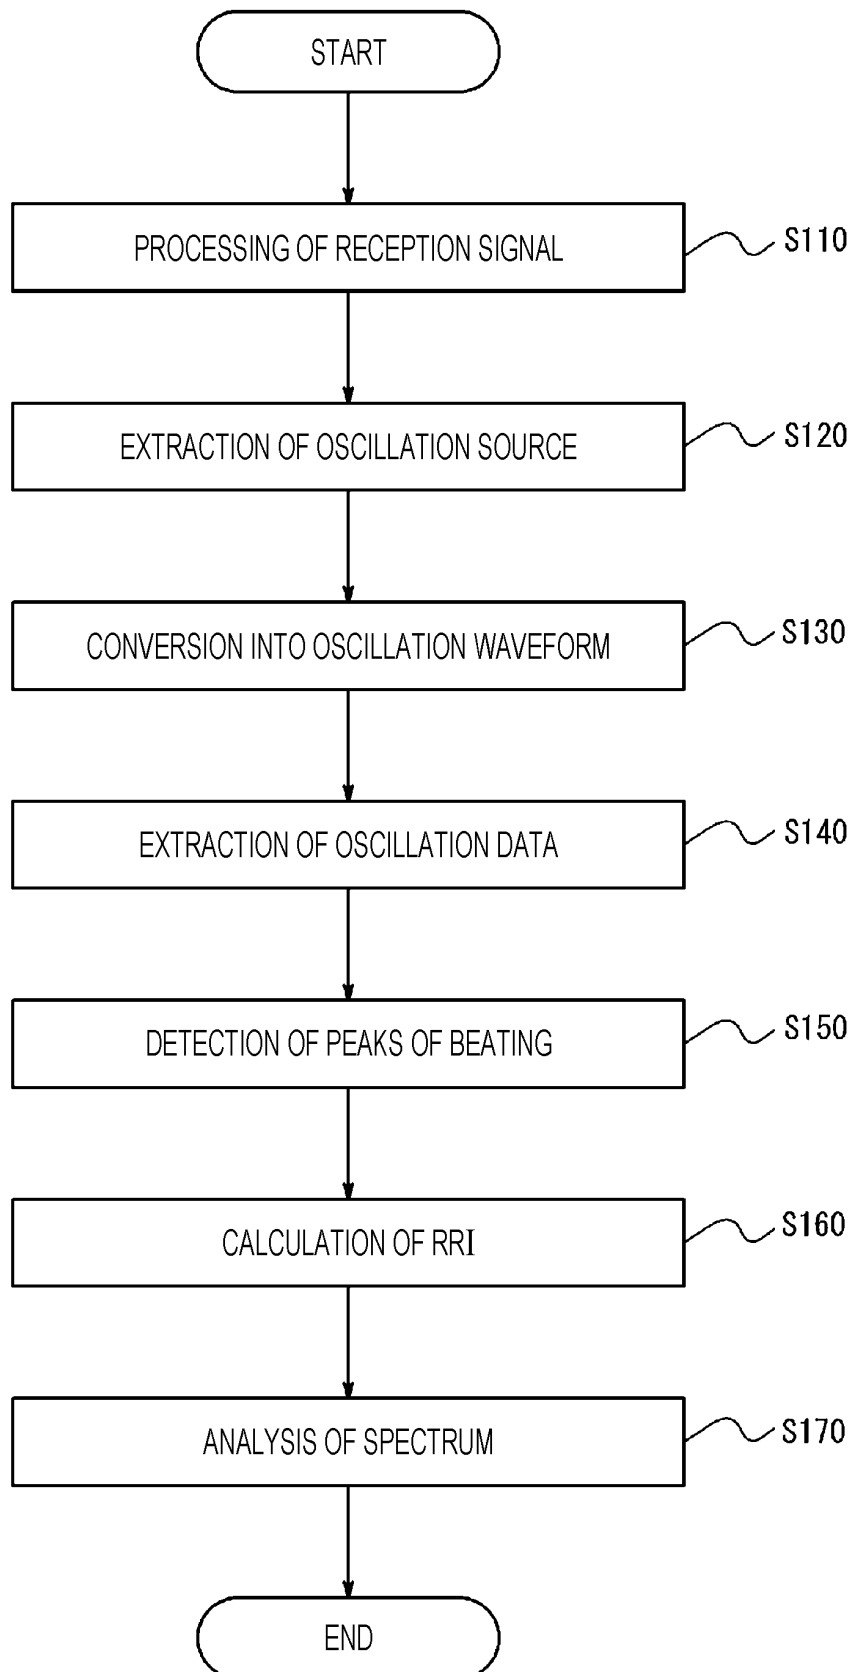 START
PROCESSING OF RECEPTION SIGNAL
S110
EXTRACTION OF OSCILLATION SOURCE
S120
CONVERSION INTO OSCILLATION WAVEFORM
S130
EXTRACTION OF OSCILLATION DATA
S140
DETECTION OF PEAKS OF BEATING
S150
CALCULATION OF RRI
S160
ANALYSIS OF SPECTRUM
S170
END